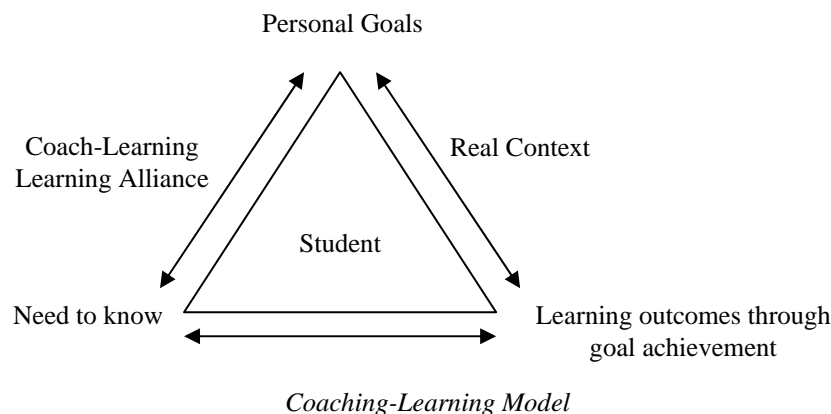 Personal Goals
Coach-Learning
Learning Alliance
Real Context
Student
Need to know
Learning outcomes through
goal achievement
Coaching-Learning Model